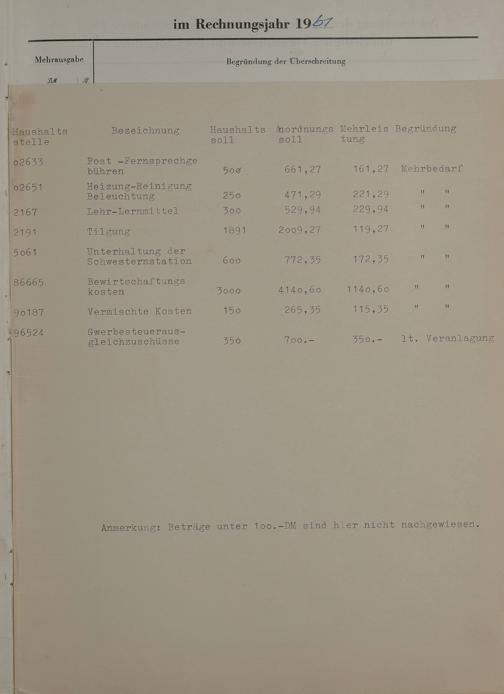 im Rechnungsjahr 1961
Mehrausgabe Begründung der Überschreitung
Haushalts Bezeichnung Haushalts Anordnungs Mehrleis Begründung
stelle soll soll tung
02633 Post -Fernsprechge
bühren 500 661,27 161,27 Mehrbedarf
02651 Heizung-Reinigung
Beleuchtung 250 471,29 221,29 " "
2167 Lehr-Lernmittel 300 529,94 229,94 " "
2191 Tilgung 1891 2009,27 119,27 " "
5061 Unterhaltung der
Schwesternstation 600 772,35 172,35 " "
86665 Bewirtschaftungs
kosten 3000 4140,60 1140,60 " "
90187 Vermischte Kosten 150 265,35 115,35 " "
96524 Gwerbesteueraus-
gleichzuschüsse 350 700.- 350.- lt. Veranlagung
Anmerkung: Beträge unter 100.-DM sind hier nicht nachgewiesen.